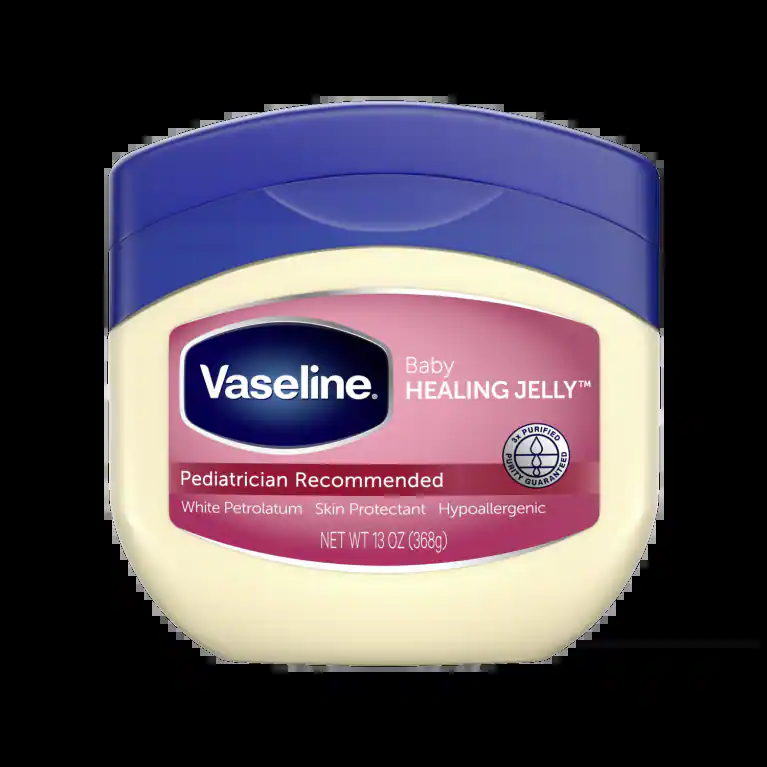 Vaseline®
Baby
HEALING JELLY™
3x PURIFIED
PURITY GUARANTEED
Pediatrician Recommended
White Petrolatum Skin Protectant Hypoallergenic
NET WT 13 OZ (368g)